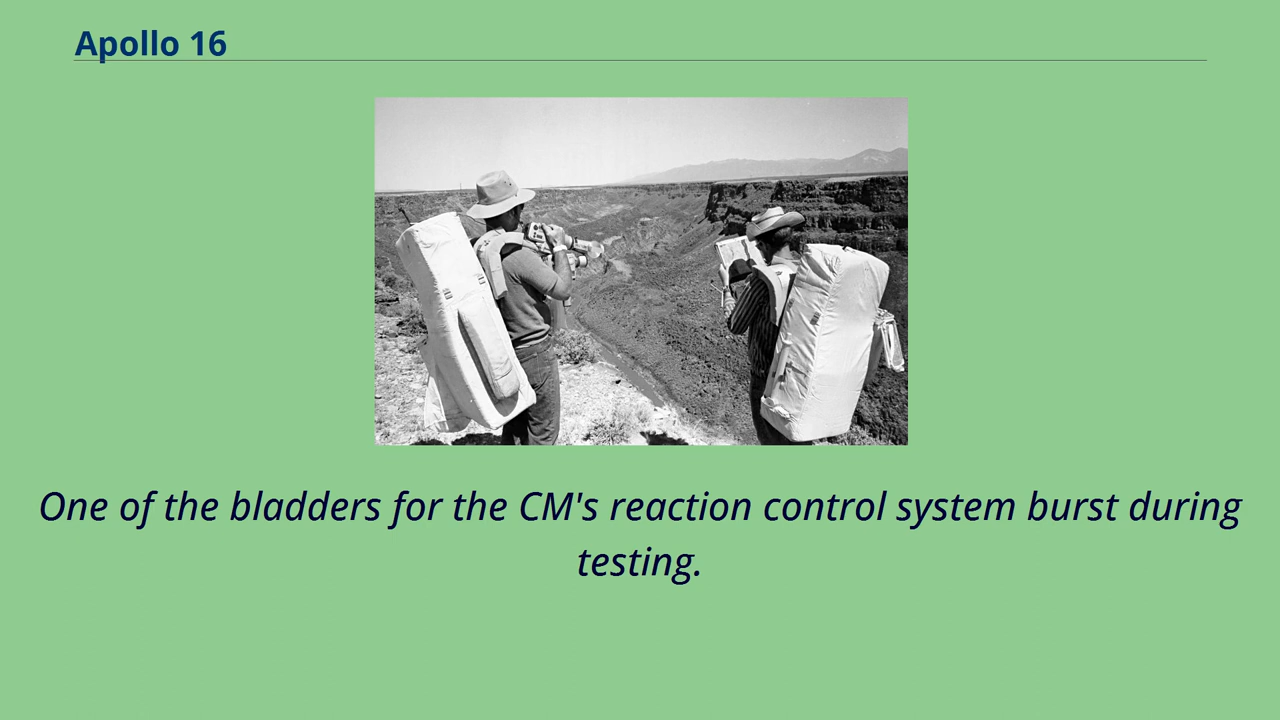 Apollo 16
One of the bladders for the CM's reaction control system burst during
testing.